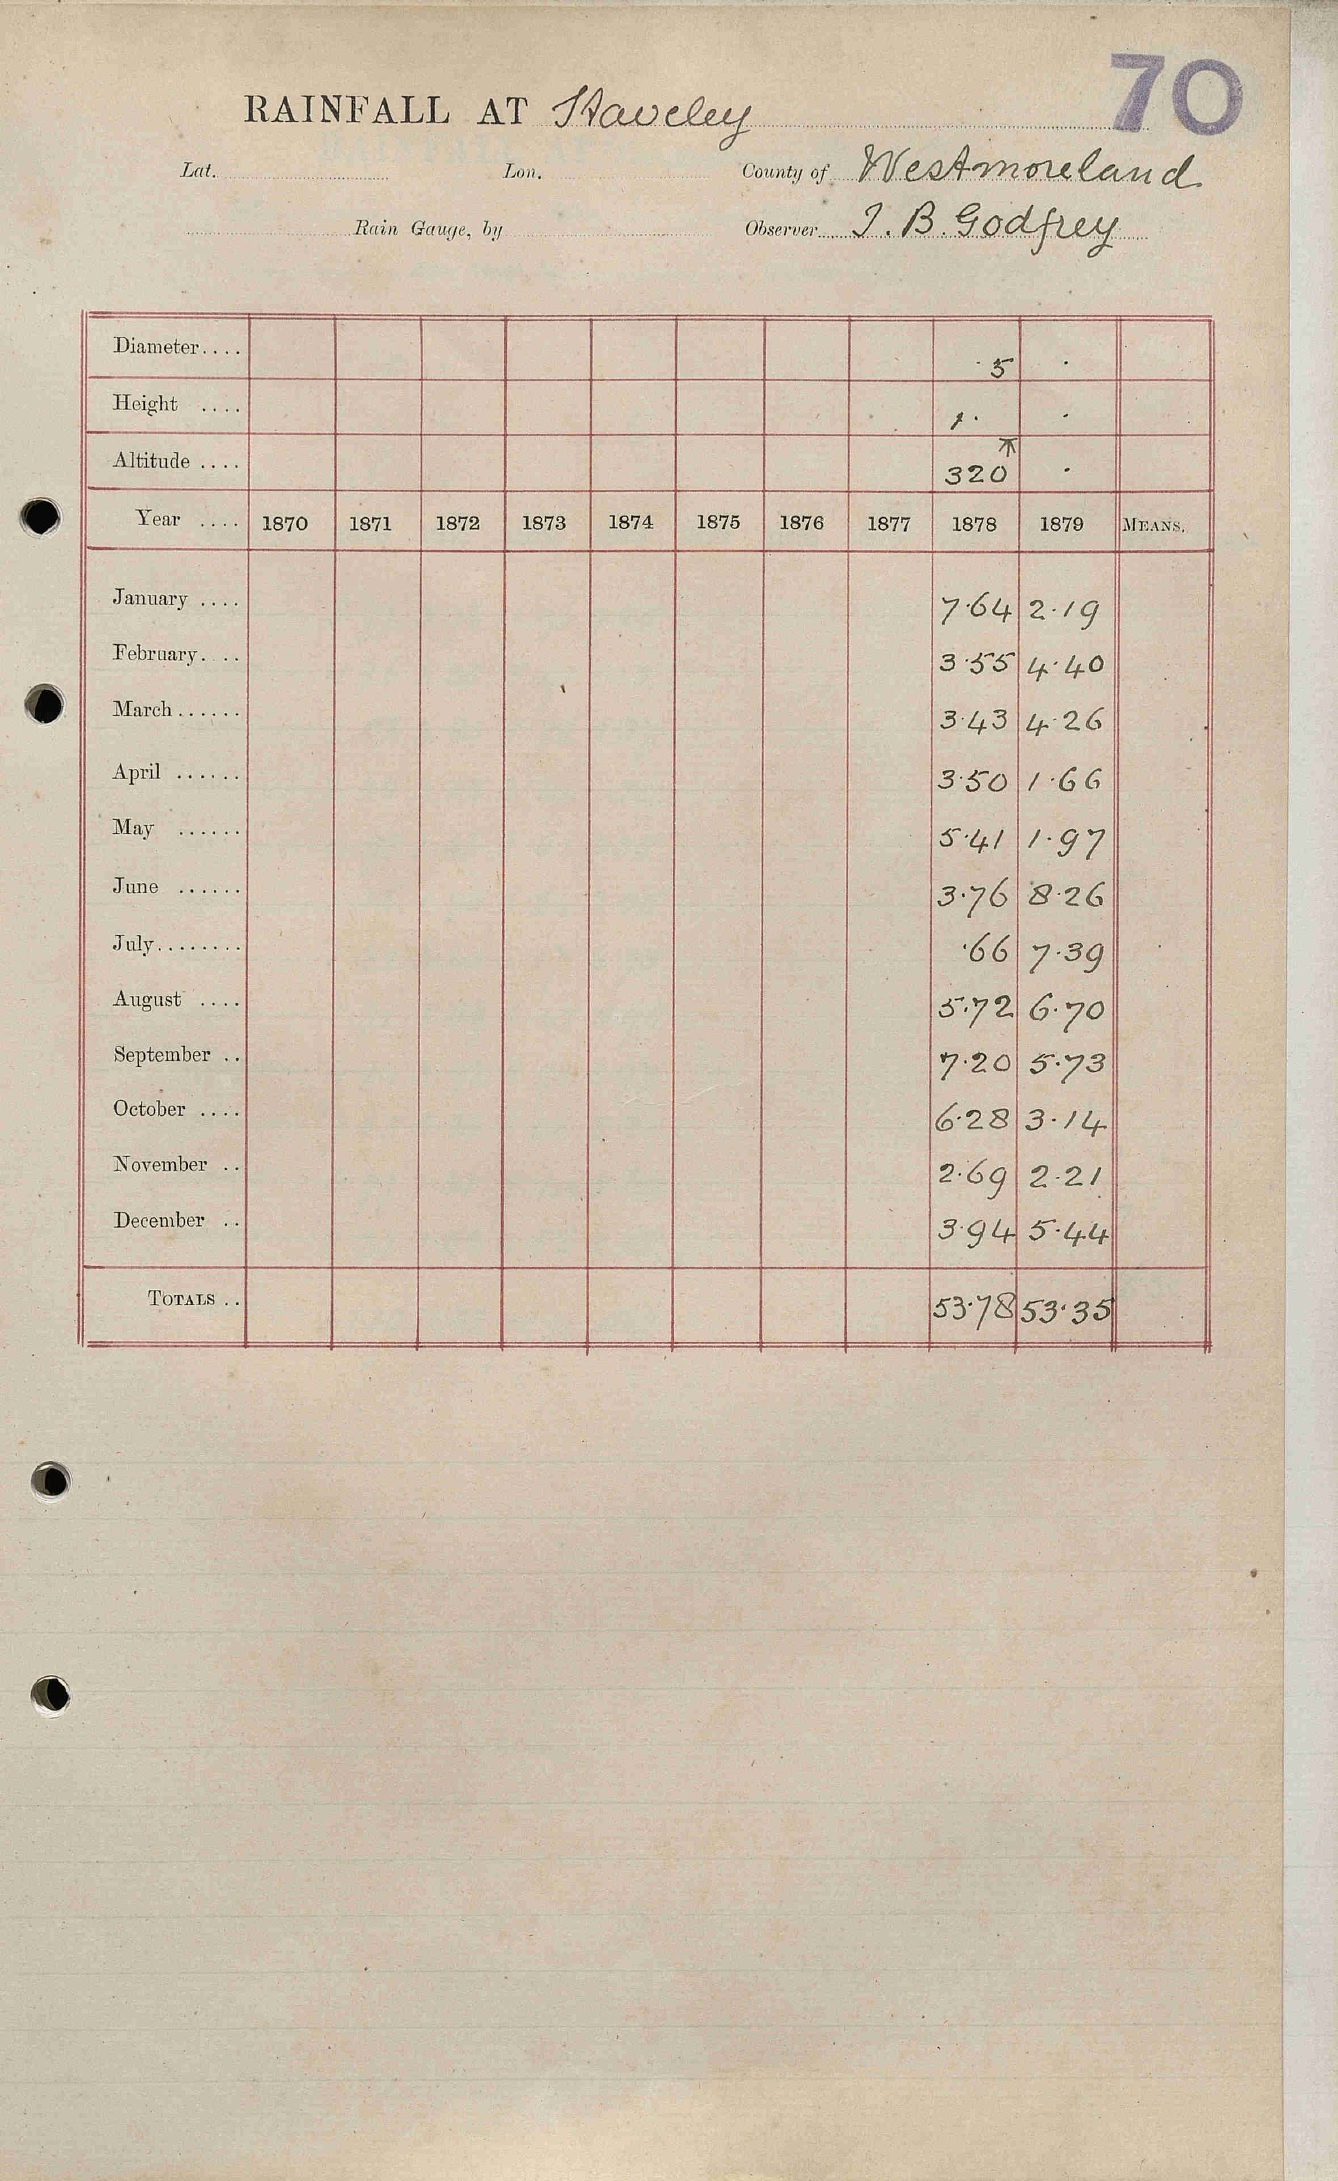 70
RAINFALL AT Staveley
Lat. Lon. County of Westmoreland
Rain Gauge, by Observer J. B. Godfrey
Diameter.... 5 ·
Height .... 1· ·
Altitude .... 320 ·
Year .... 1870 1871 1872 1873 1874 1875 1876 1877 1878 1879 MEANS.
January .... 7·64 2·19
February. .. 3·55 4·40
March ...... 3·43 4·26
April ...... 3·50 1·66
May ...... 5·41 1·97
June ...... 3·76 8·26
July........ ·66 7·39
August .... 5·72 6·70
September .. 7·20 5·73
October .... 6·28 3·14
November .. 2·69 2·21
December .. 3·94 5·44
TOTALS .. 53·78 53·35